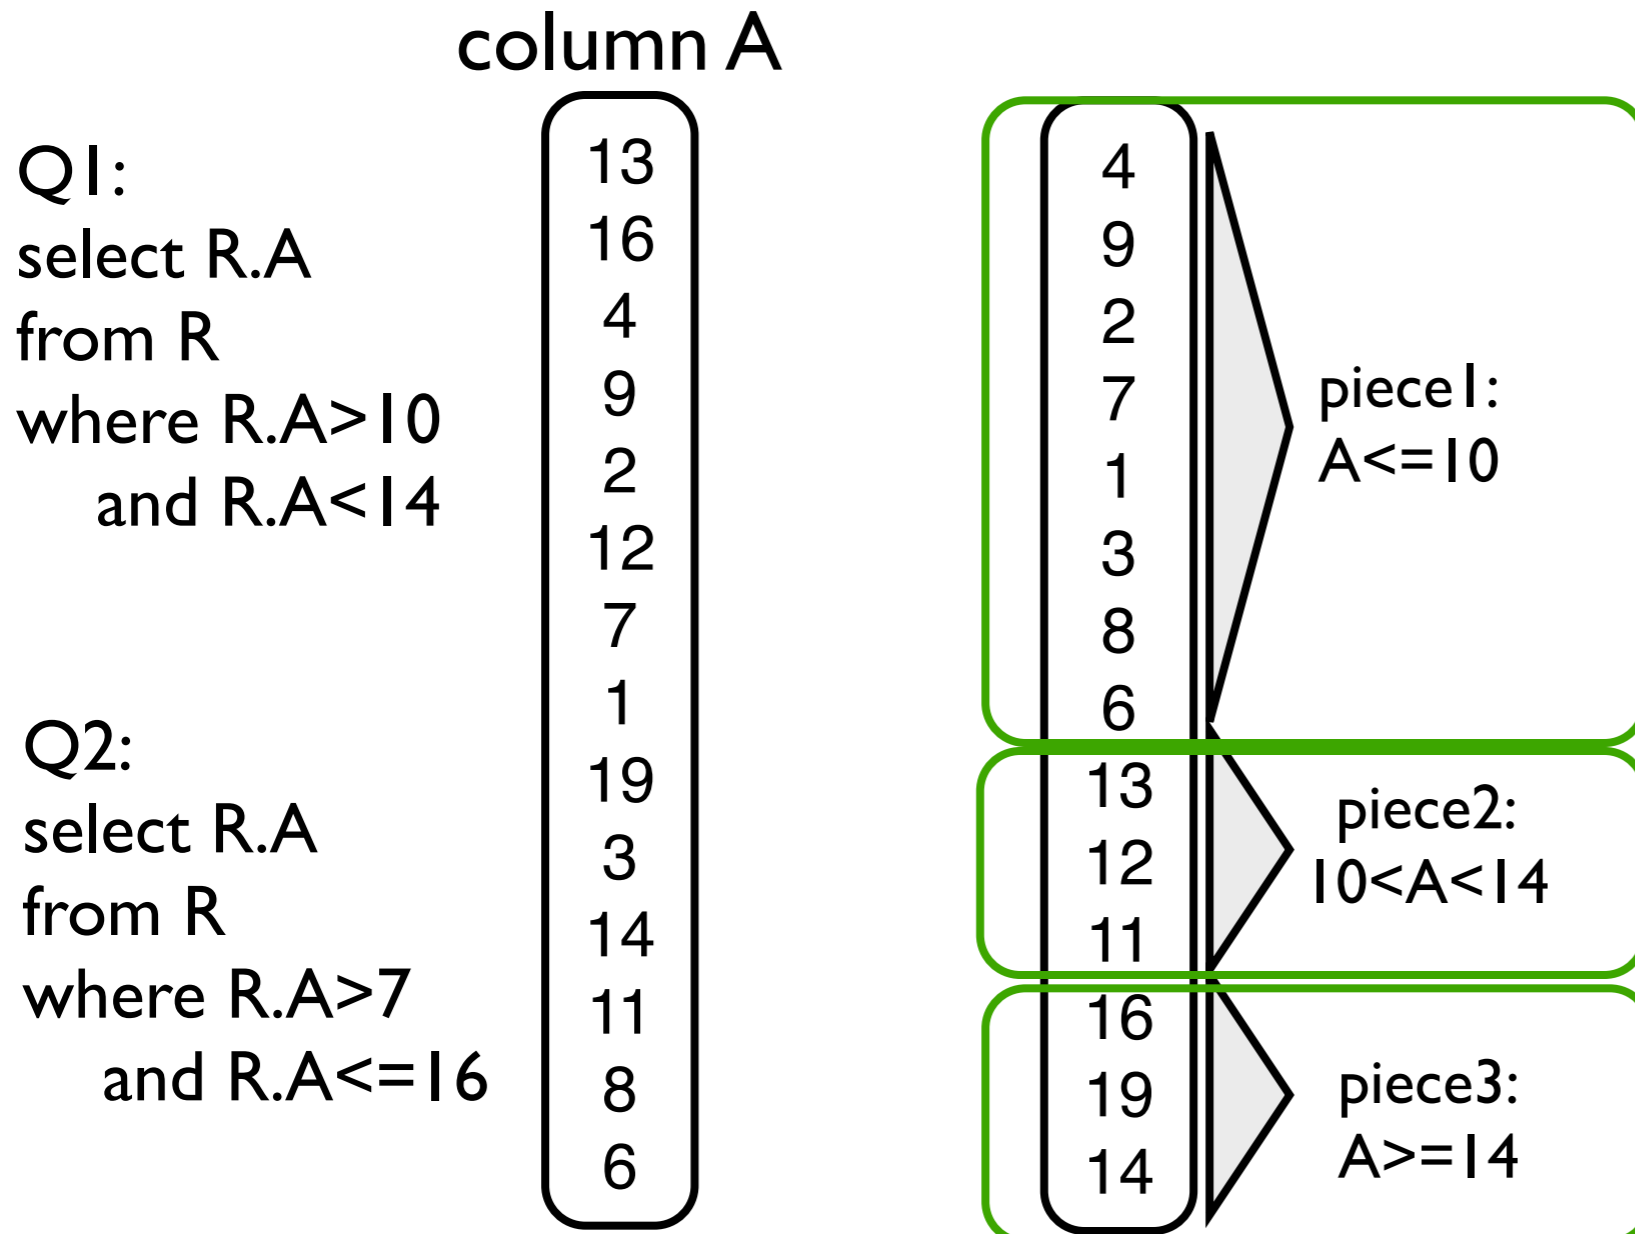 column A
Q1:
select R.A
from R
where R.A>10
and R.A<14
Q2:
select R.A
from R
where R.A>7
and R.A<=16
13
16
4
9
2
12
7
1
19
3
14
11
8
6
4
9
2
7
1
3
8
6
13
12
11
16
19
14
piece1:
A<=10
piece2:
10<A<14
piece3:
A>=14